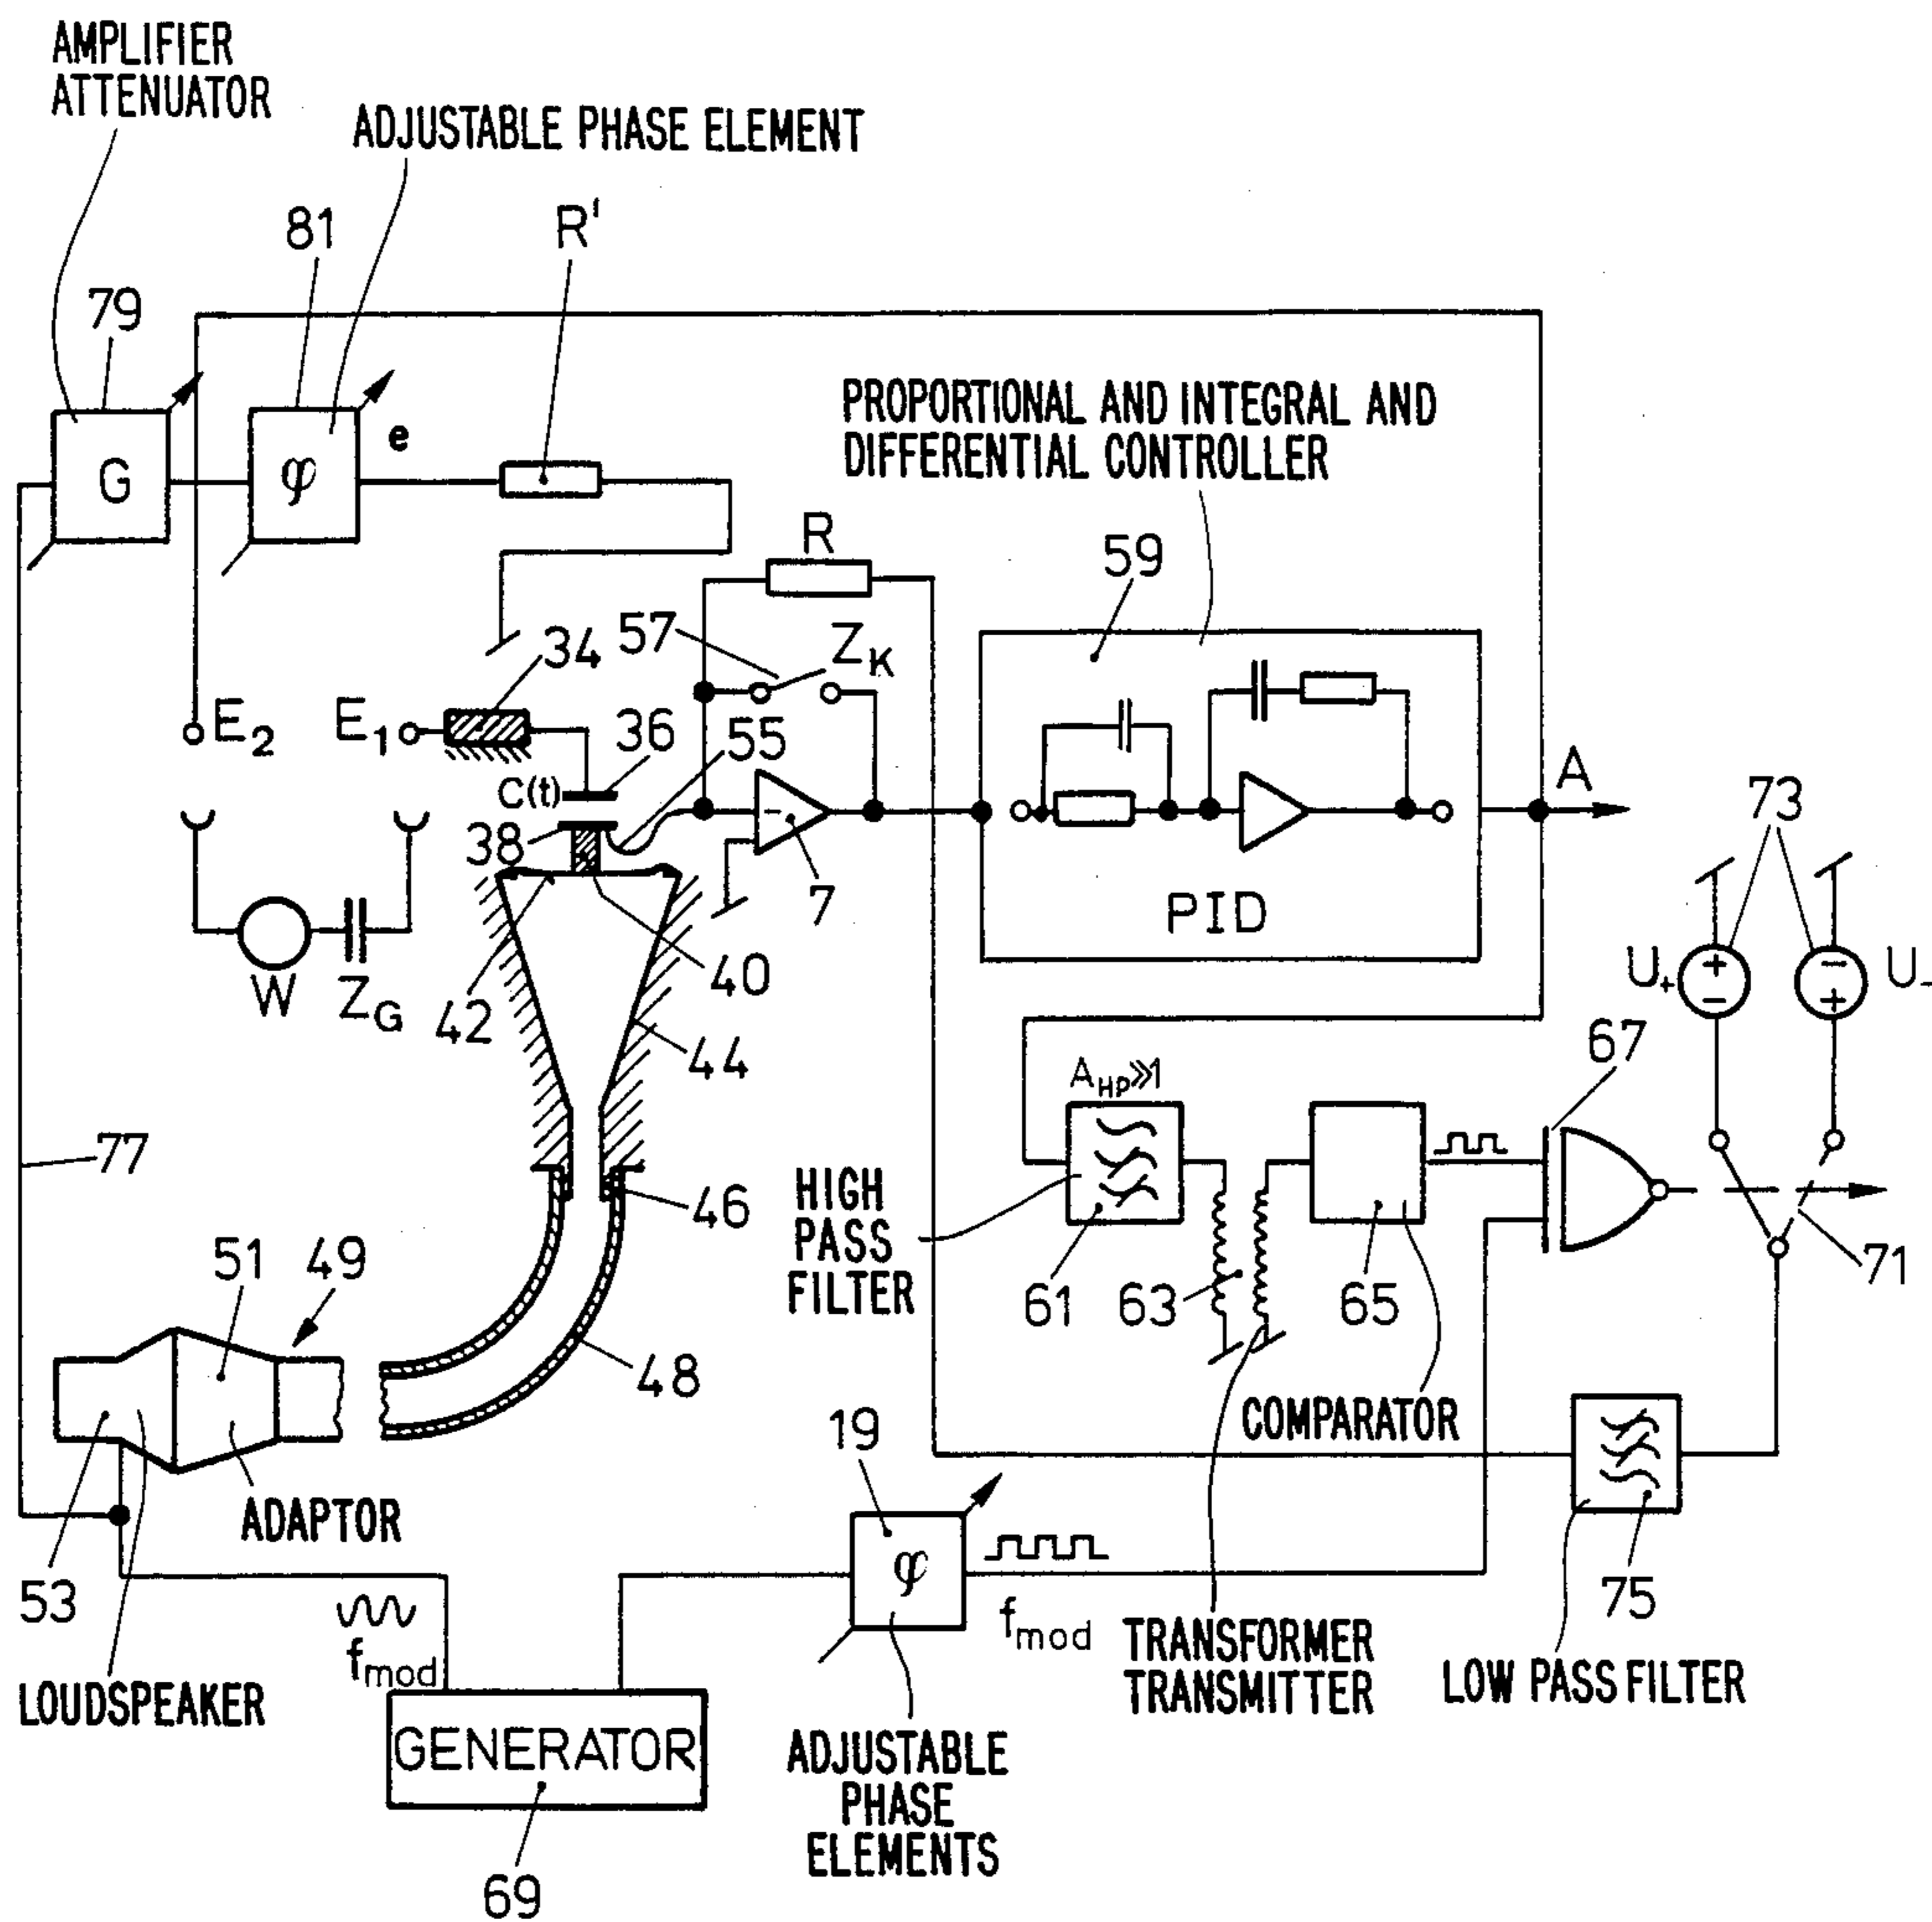 AMPLIFIER
ATTENUATOR
ADJUSTABLE PHASE ELEMENT
81
R'
79
G
φ
e
PROPORTIONAL AND INTEGRAL AND
DIFFERENTIAL CONTROLLER
R
59
57
ZK
34
E2
E1
36
55
C(t)
A
73
38
-
7
PID
W
ZG
42
40
44
U+
+
-
-
+
U-
67
AHP≫1
77
HIGH
PASS
FILTER
46
61
63
65
71
51
49
48
COMPARATOR
19
ADAPTOR
φ
75
53
fmod
fmod
TRANSFORMER
TRANSMITTER
LOW PASS FILTER
LOUDSPEAKER
GENERATOR
ADJUSTABLE
PHASE
ELEMENTS
69